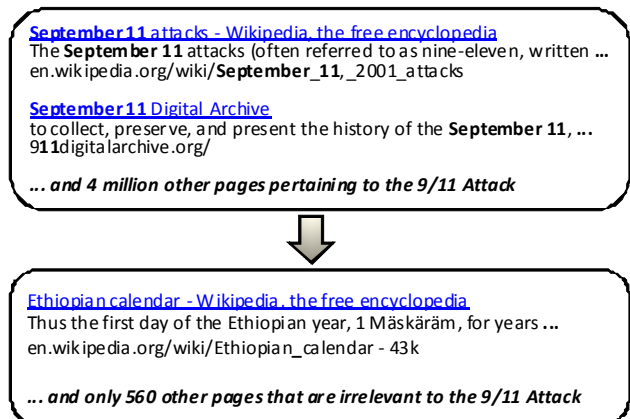 September 11 attacks - Wikipedia, the free encyclopedia
The September 11 attacks (often referred to as nine-eleven, written ...
en.wikipedia.org/wiki/September_11,_2001_attacks
September 11 Digital Archive
to collect, preserve, and present the history of the September 11, ...
911digitalarchive.org/
... and 4 million other pages pertaining to the 9/11 Attack
Ethiopian calendar - Wikipedia, the free encyclopedia
Thus the first day of the Ethiopian year, 1 Mäskäräm, for years ...
en.wikipedia.org/wiki/Ethiopian_calendar - 43k
... and only 560 other pages that are irrelevant to the 9/11 Attack